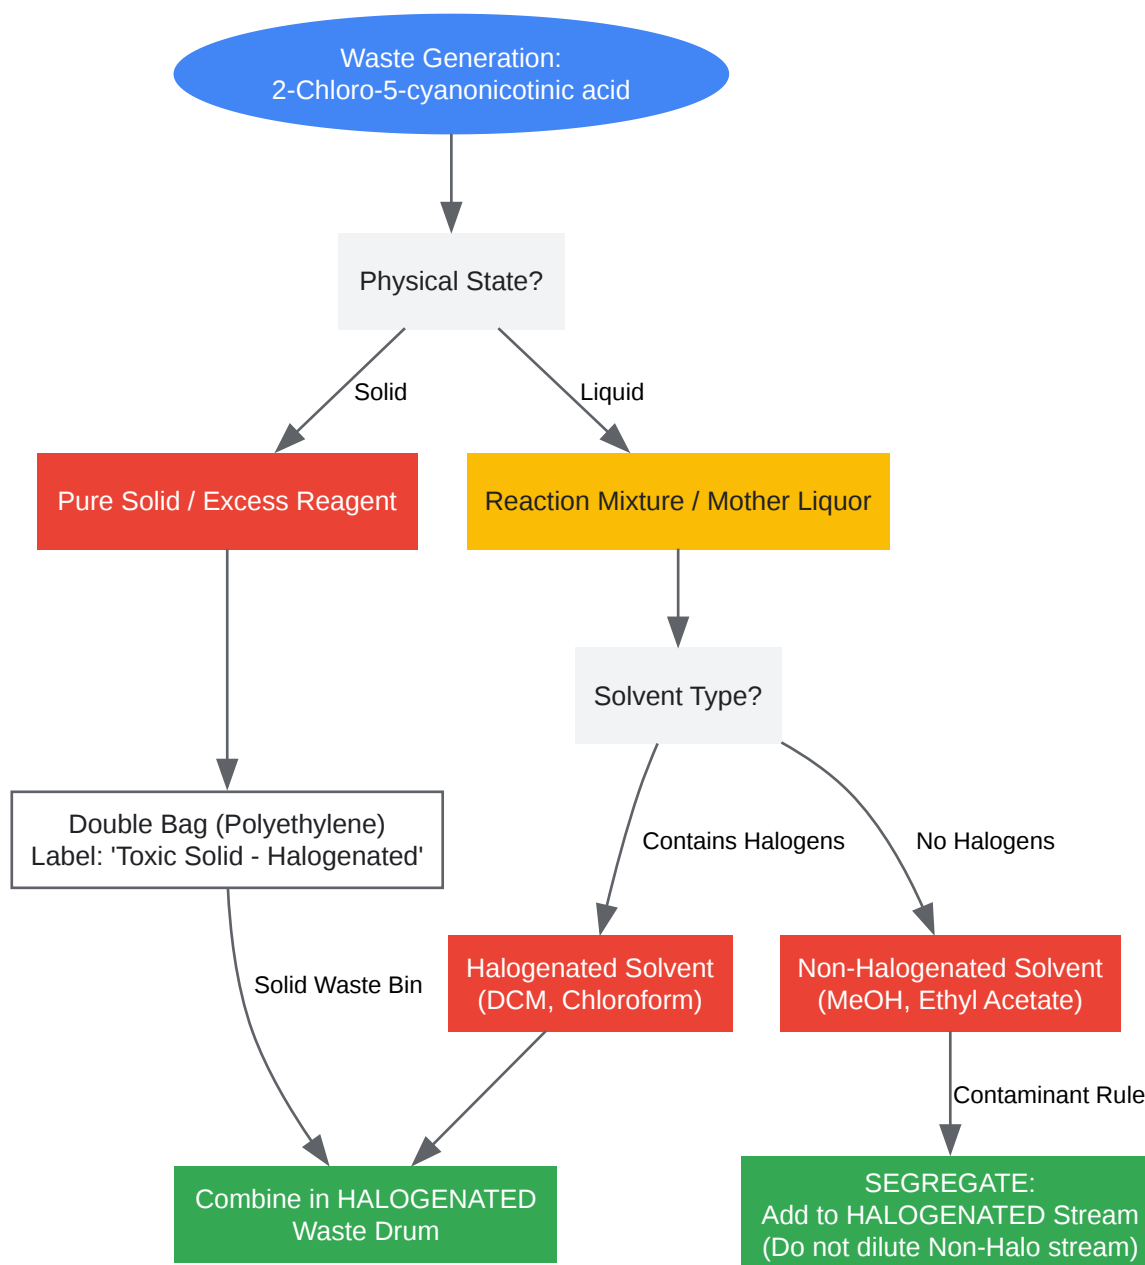 Waste Generation:
2-Chloro-5-cyanonicotinic acid
Physical State?
Solid
Liquid
Pure Solid / Excess Reagent
Reaction Mixture / Mother Liquor
Solvent Type?
Double Bag (Polyethylene)
Label: 'Toxic Solid - Halogenated'
Contains Halogens
No Halogens
Solid Waste Bin
Halogenated Solvent
(DCM, Chloroform)
Non-Halogenated Solvent
(MeOH, Ethyl Acetate)
Contaminant Rule
Combine in HALOGENATED
Waste Drum
SEGREGATE:
Add to HALOGENATED Stream
(Do not dilute Non-Halo stream)